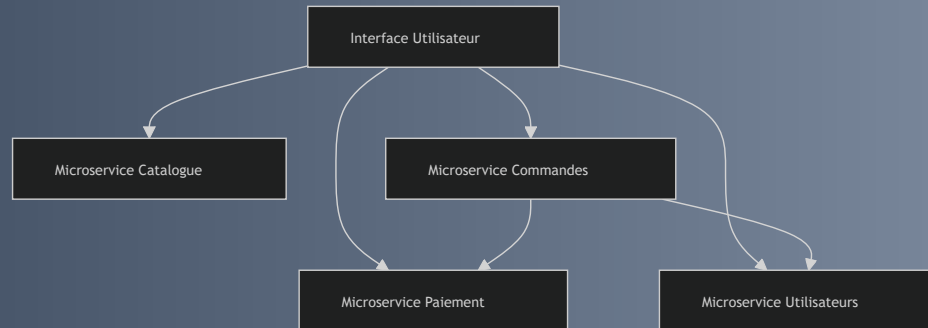 Interface Utilisateur
Microservice Catalogue
Microservice Commandes
Microservice Paiement
Microservice Utilisateurs